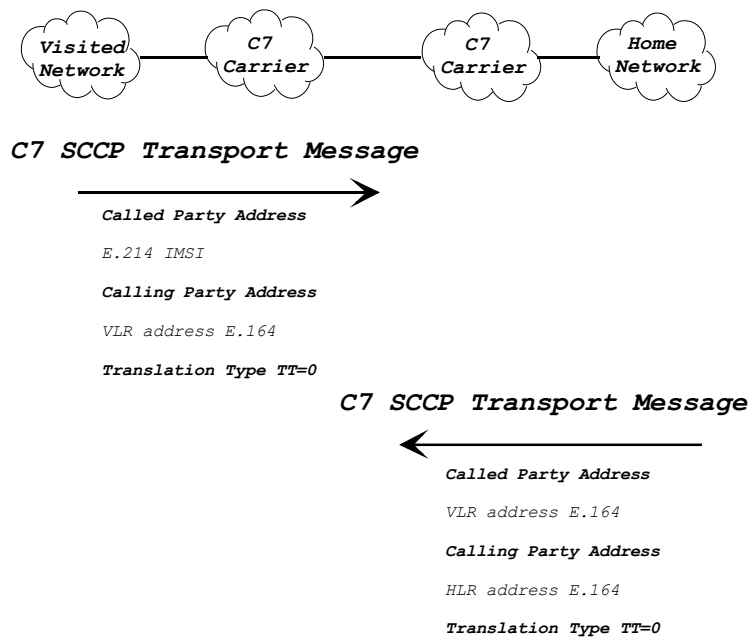 Visited
Network
C7
Carrier
C7
Carrier
Home
Network
C7 SCCP Transport Message
Called Party Address
E.214 IMSI
Calling Party Address
VLR address E.164
Translation Type TT=0
C7 SCCP Transport Message
Called Party Address
VLR address E.164
Calling Party Address
HLR address E.164
Translation Type TT=0